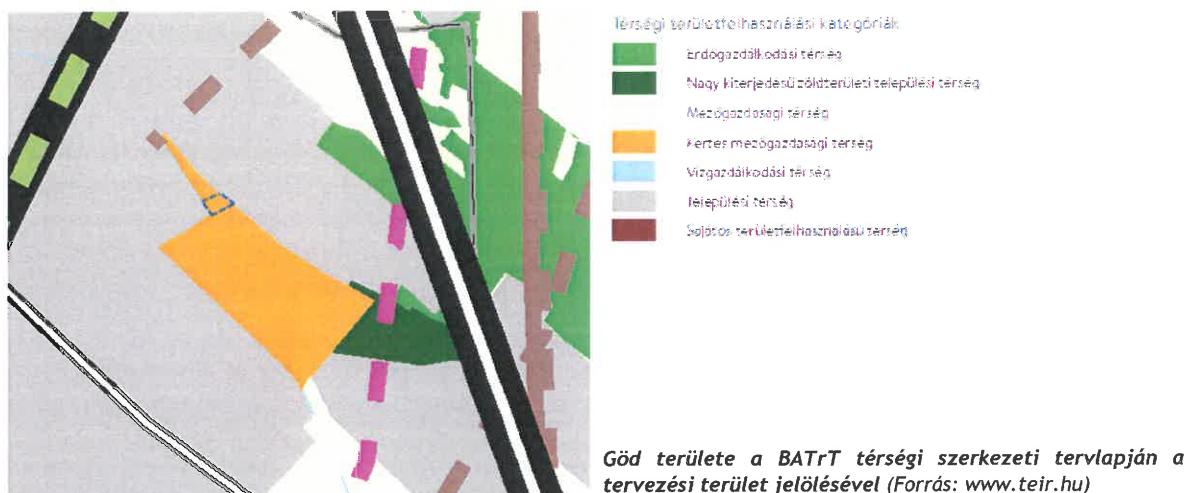 Térségi területfelhasználási kategóriák
Erdőgazdálkodási térség
Nagy kiterjedésű zöldterületi települési térség
Mezőgazdasági térség
Kertes mezőgazdasági térség
Vízgazdálkodási térség
Települési térség
Sajátos területfelhasználású térség
Göd területe a BATrT térségi szerkezeti tervlapján a
tervezési terület jelölésével (Forrás: www.teir.hu)